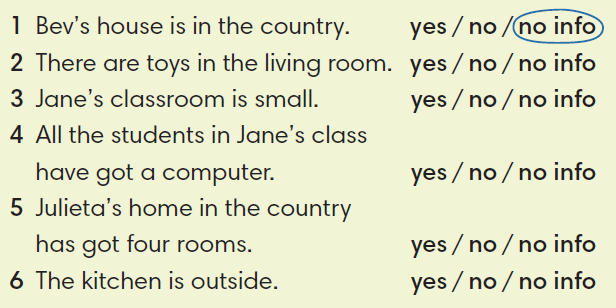 1 Bev's house is in the country. yes / no / no info
2 There are toys in the living room. yes / no / no info
3 Jane's classroom is small. yes / no / no info
4 All the students in Jane's class
have got a computer. yes / no / no info
5 Julieta's home in the country
has got four rooms. yes / no / no info
6 The kitchen is outside. yes / no / no info